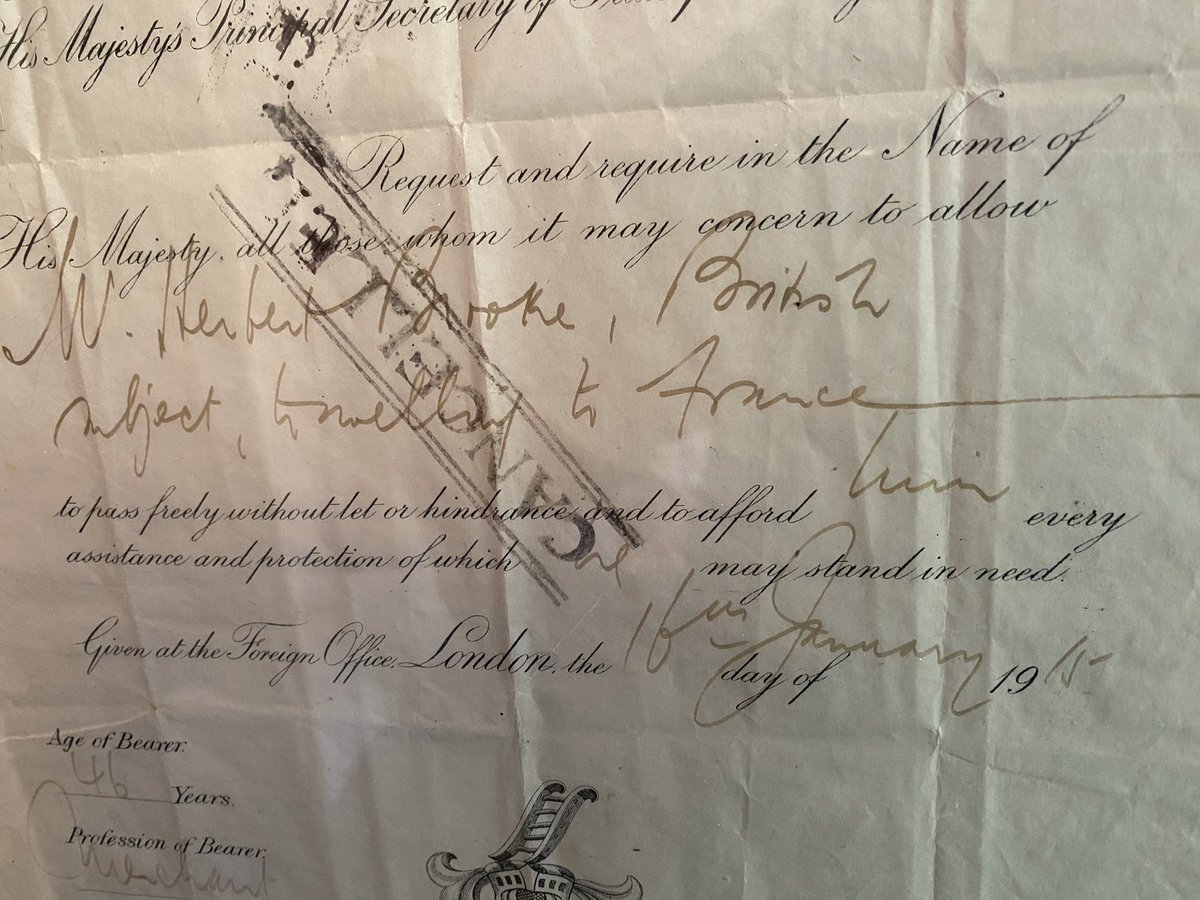 His Majesty's Principal Secretary of
Request and require in the Name of
His Majesty, all those whom it may concern to allow
Herbert Brooke, British
subject, travelling to France
him
to pass freely without let or hindrance and to afford every
assistance and protection of which he may stand in need.
Given at the Foreign Office, London, the 16th day of January 1915
CANCELLED
Age of Bearer.
46 Years.
Profession of Bearer.
Merchant